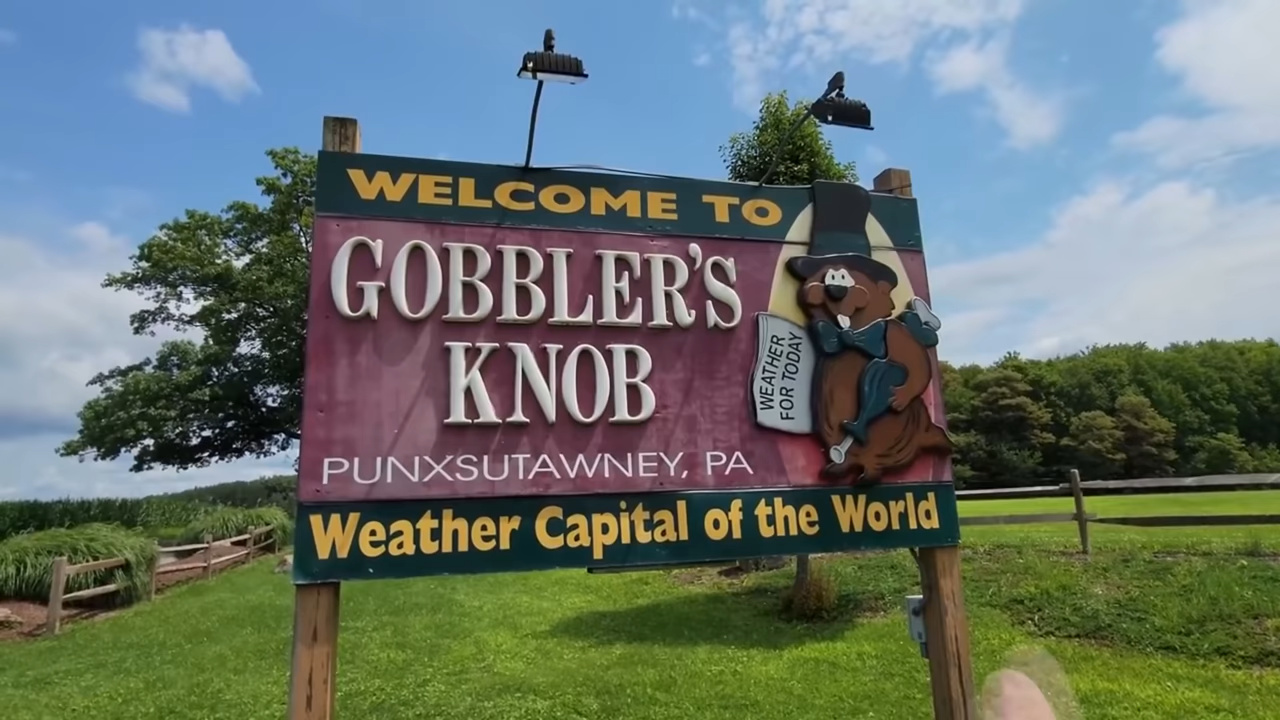 WELCOME TO
GOBBLER'S
KNOB
PUNXSUTAWNEY, PA
WEATHER
FOR TODAY
Weather Capital of the World